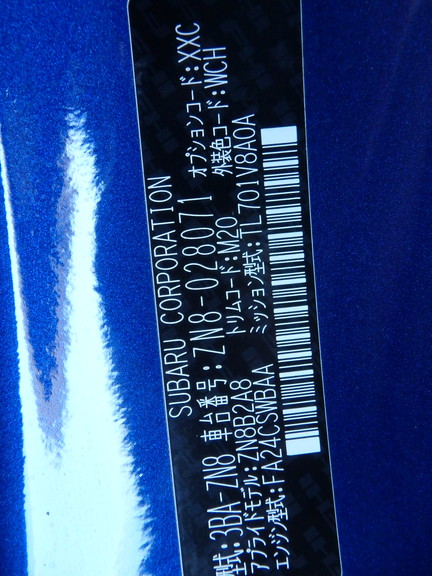 SUBARU CORPORATION
型式:3BA-ZN8 車台番号:ZN8-028071 オプションコード:XXC
アプライドモデル:ZN8B2A8 トリムコード:M20 外装色コード:WCH
エンジン型式:FA24CSWBAA ミッション型式:TL701V8A0A